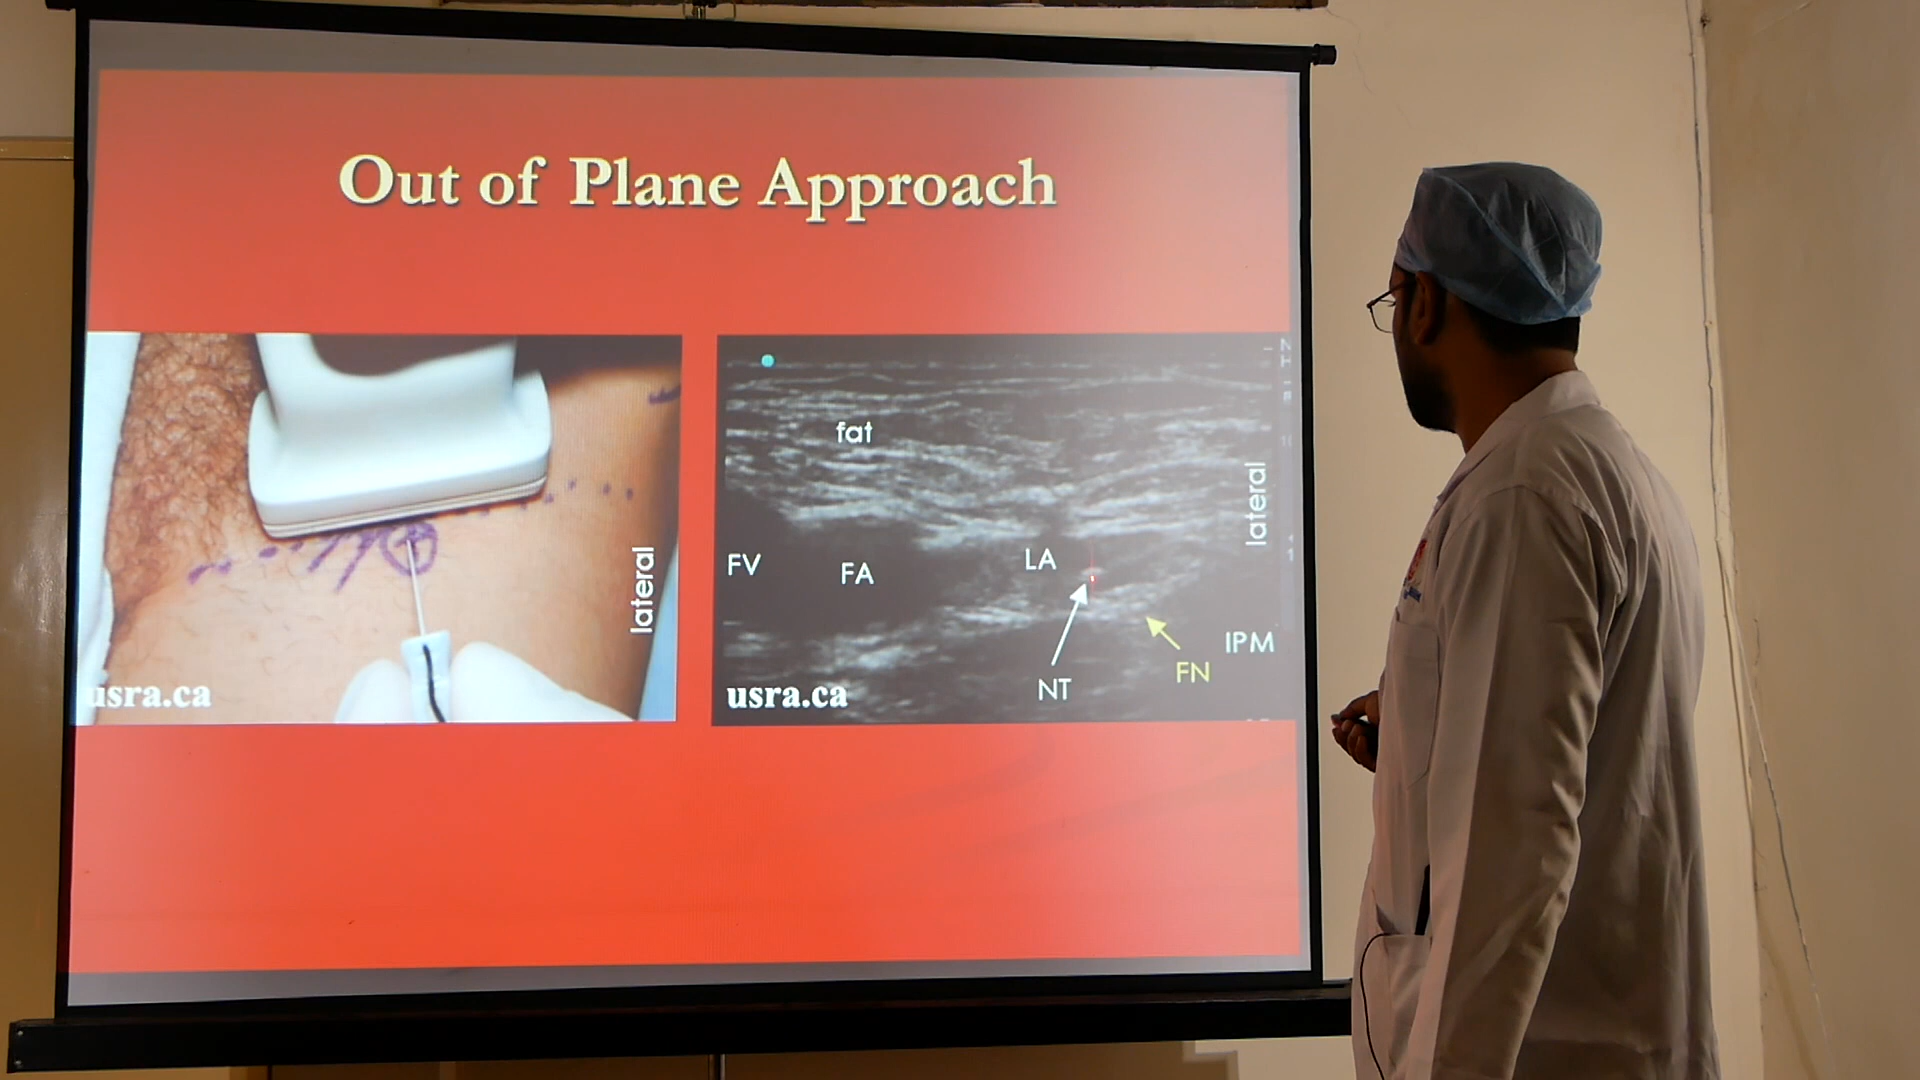 Out of Plane Approach
lateral
usra.ca
fat
lateral
FV
FA
LA
IPM
FN
NT
usra.ca